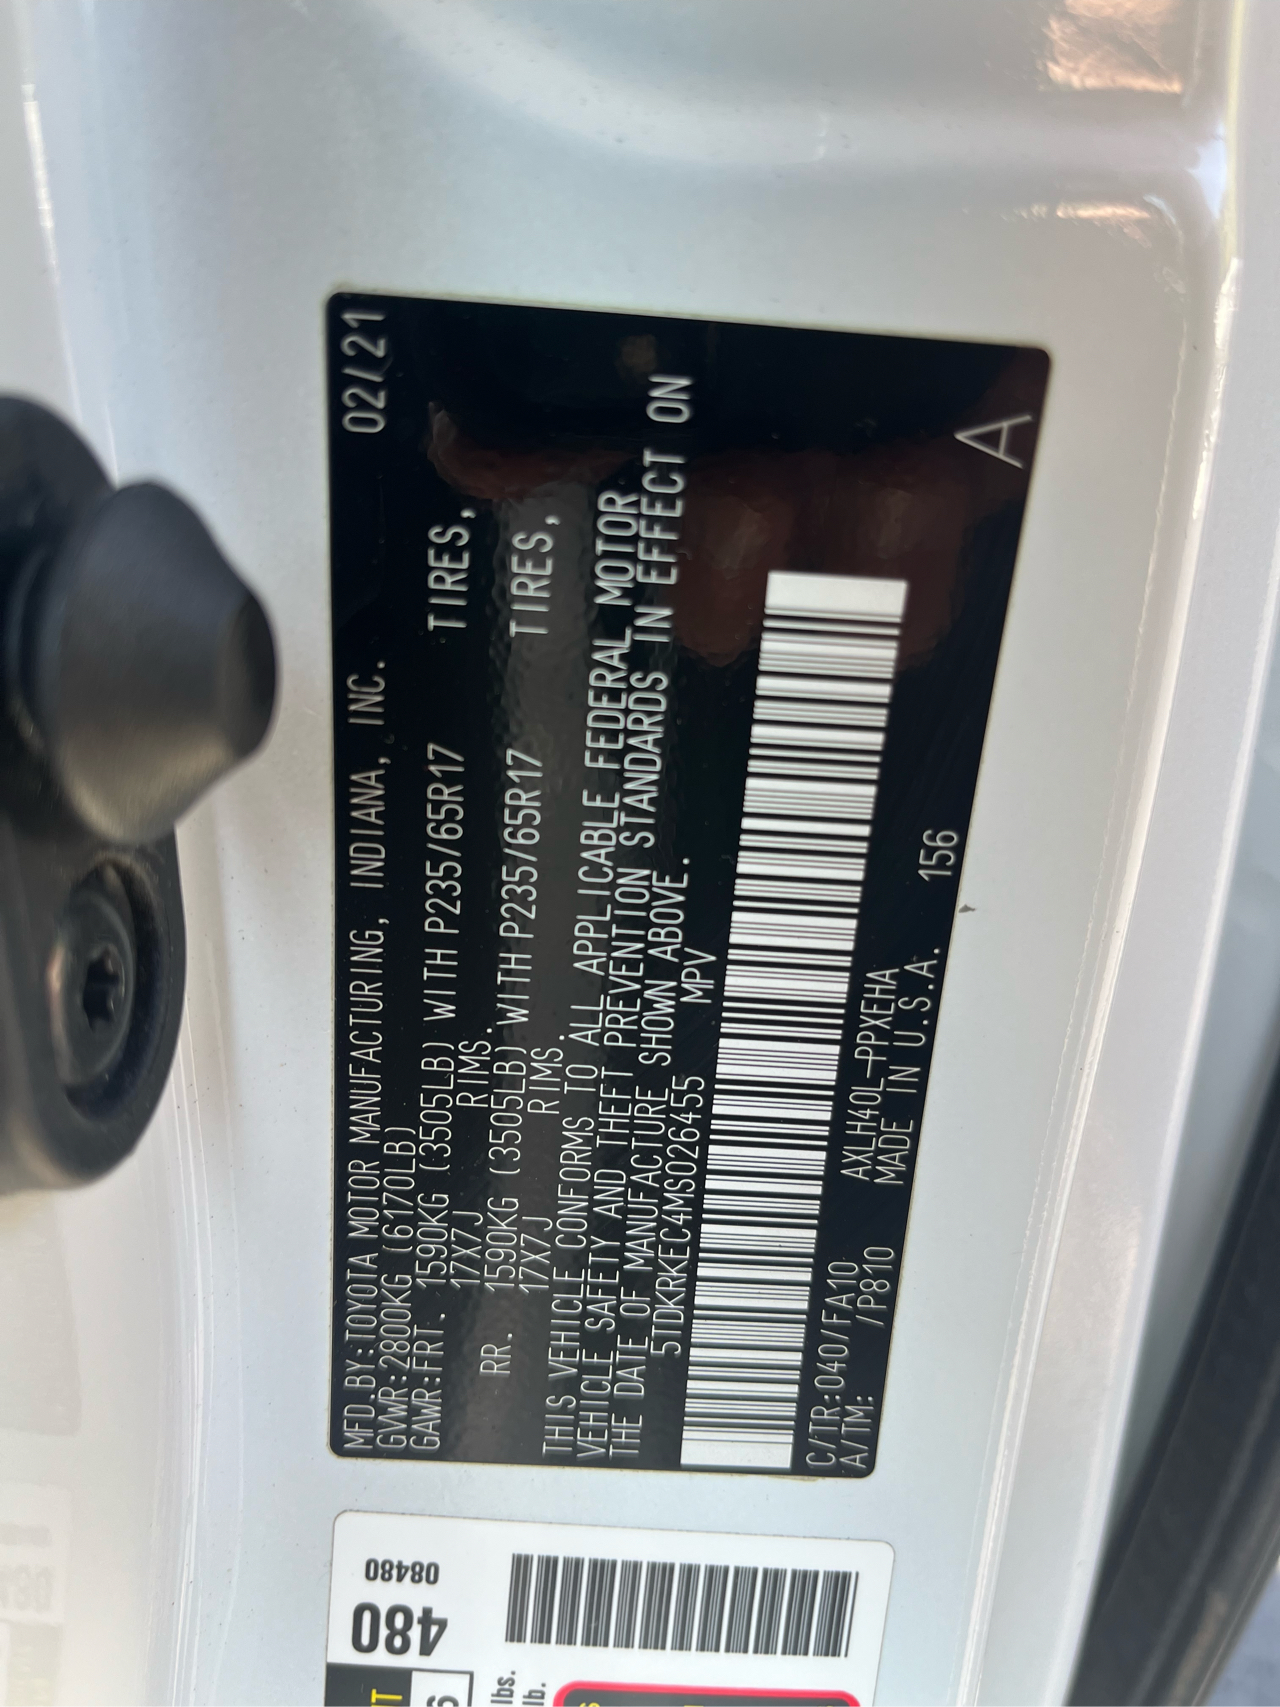 MFD.BY:TOYOTA MOTOR MANUFACTURING, INDIANA, INC. 02/21
GVWR:2800KG (6170LB)
GAWR:FRT. 1590KG (3505LB) WITH P235/65R17 TIRES,
17X7J RIMS.
RR. 1590KG (3505LB) WITH P235/65R17 TIRES,
17X7J RIMS.
THIS VEHICLE CONFORMS TO ALL APPLICABLE FEDERAL MOTOR
VEHICLE SAFETY AND THEFT PREVENTION STANDARDS IN EFFECT ON
THE DATE OF MANUFACTURE SHOWN ABOVE.
5TDKRKEC4MS026455 MPV
C/TR:040/FA10 AXLH40L-PPXEHA
A/TM: /P810 MADE IN U.S.A. 156
A
480
08480
lbs.
lb.